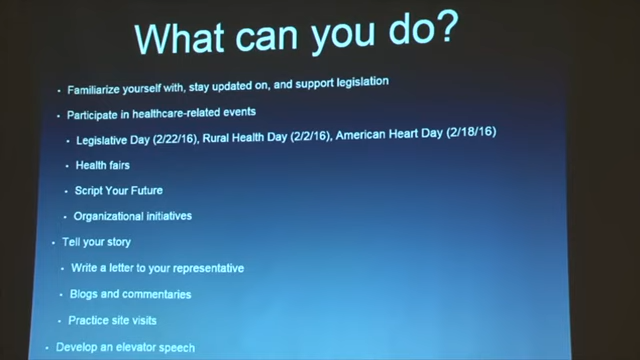 What can you do?
• Familiarize yourself with, stay updated on, and support legislation
• Participate in healthcare-related events
• Legislative Day (2/22/16), Rural Health Day (2/2/16), American Heart Day (2/18/16)
• Health fairs
• Script Your Future
• Organizational initiatives
• Tell your story
• Write a letter to your representative
• Blogs and commentaries
• Practice site visits
• Develop an elevator speech